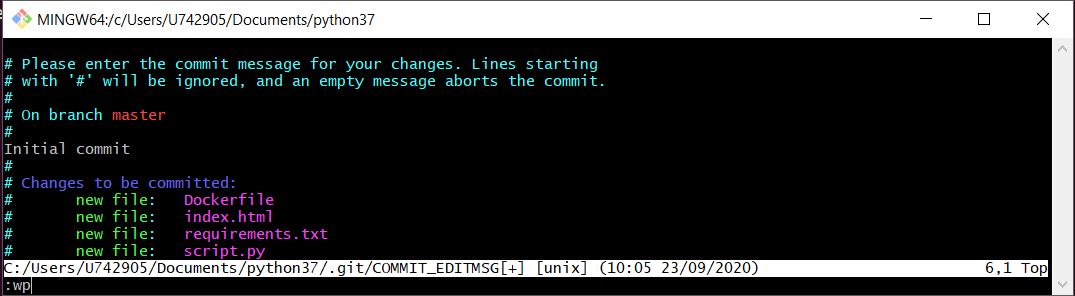 MINGW64:/c/Users/U742905/Documents/python37
# Please enter the commit message for your changes. Lines starting
# with '#' will be ignored, and an empty message aborts the commit.
#
# On branch master
#
Initial commit
#
# Changes to be committed:
#       new file:   Dockerfile
#       new file:   index.html
#       new file:   requirements.txt
#       new file:   script.py
C:/Users/U742905/Documents/python37/.git/COMMIT_EDITMSG[+] [unix] (10:05 23/09/2020) 6,1 Top
:wp